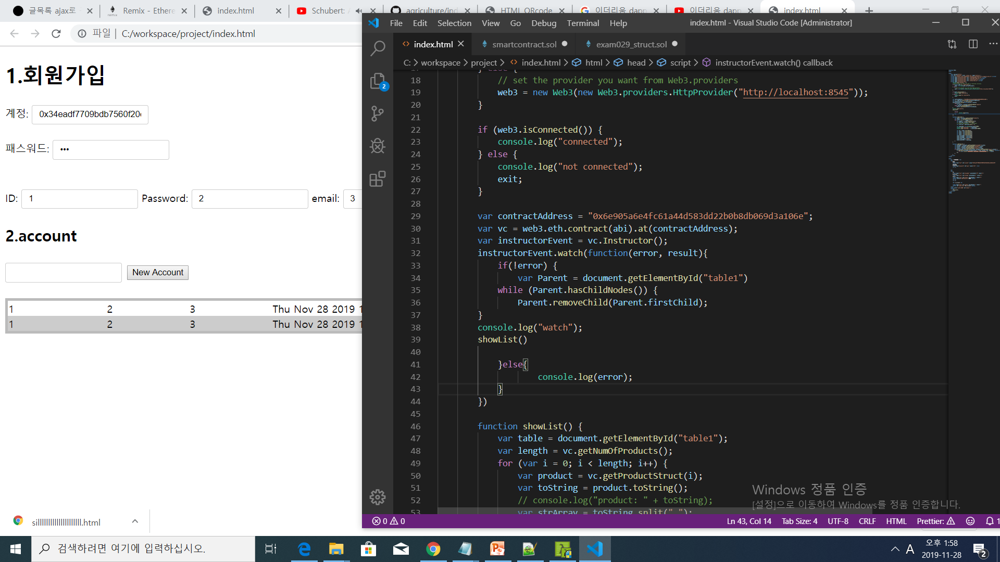 글목록 ajax로
Remix - Ethere
index.html
Schubert:
agriculture/ind
HTML QRcode
이더리움 dapp
이더리움 dapp
index.html
파일 | C:/workspace/project/index.html
1.회원가입
계정: 0x34eadf7709bdb7560f20
패스워드: •••
ID: 1 Password: 2 email: 3
2.account
New Account
1 2 3 Thu Nov 28 2019 1
1 2 3 Thu Nov 28 2019 1
File Edit Selection View Go Debug Terminal Help index.html - Visual Studio Code [Administrator]
index.html smartcontract.sol exam029_struct.sol
C: > workspace > project > index.html > html > head > script > instructorEvent.watch() callback
2
17 } else {
18 // set the provider you want from Web3.providers
19 web3 = new Web3(new Web3.providers.HttpProvider("http://localhost:8545"));
20 }
21
22 if (web3.isConnected()) {
23 console.log("connected");
24 } else {
25 console.log("not connected");
26 exit;
27 }
28
29 var contractAddress = "0x6e905a6e4fc61a44d583dd22b0b8db069d3a106e";
30 var vc = web3.eth.contract(abi).at(contractAddress);
31 var instructorEvent = vc.Instructor();
32 instructorEvent.watch(function(error, result){
33 if(!error) {
34 var Parent = document.getElementById("table1")
35 while (Parent.hasChildNodes()) {
36 Parent.removeChild(Parent.firstChild);
37 }
38 console.log("watch");
39 showList()
40
41 }else{
42 console.log(error);
43 }
44 })
45
46 function showList() {
47 var table = document.getElementById("table1");
48 var length = vc.getNumOfProducts();
49 for (var i = 0; i < length; i++) {
50 var product = vc.getProductStruct(i);
51 var toString = product.toString();
52 // console.log("product: " + toString);
53 var strArray = toString.split(" ");
Windows 정품 인증
[설정]으로 이동하여 Windows를 정품 인증합니다.
0 0 Ln 43, Col 14 Tab Size: 4 UTF-8 CRLF HTML Prettier: 1
검색하려면 여기에 입력하십시오.
A
오후 1:58
2019-11-28
2